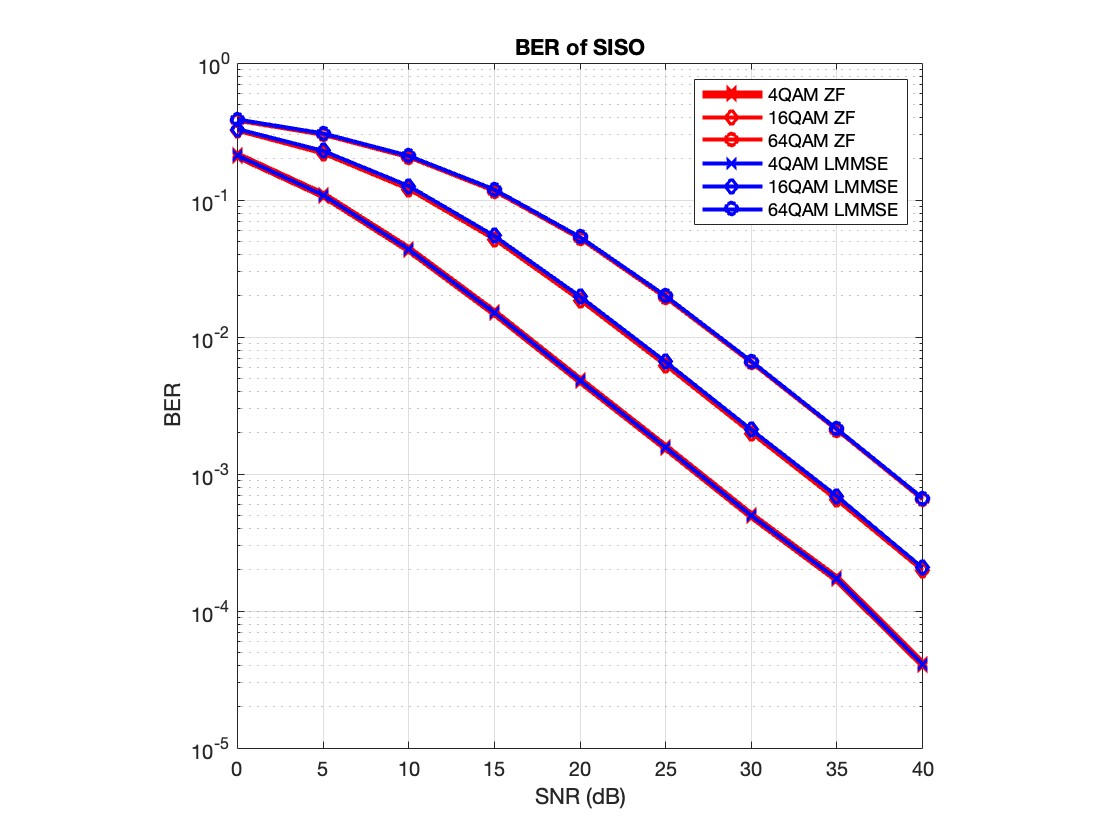 BER of SISO
10^0
10^-1
10^-2
10^-3
10^-4
10^-5
BER
4QAM ZF
16QAM ZF
64QAM ZF
4QAM LMMSE
16QAM LMMSE
64QAM LMMSE
0 5 10 15 20 25 30 35 40
SNR (dB)